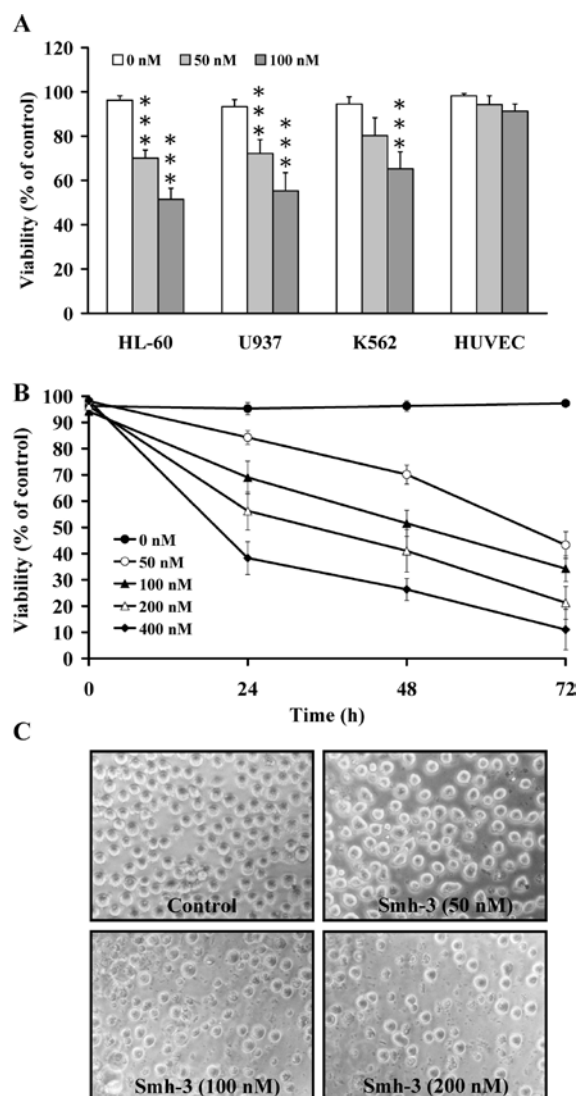 A
120
0 nM 50 nM 100 nM
100
80
60
40
20
0
Viability (% of control)
*** *** *** *** ***
HL-60 U937 K562 HUVEC
B
100
90
80
70
60
50
40
30
20
10
0
Viability (% of control)
0 nM
50 nM
100 nM
200 nM
400 nM
0 24 48 72
Time (h)
C
Control
Smh-3 (50 nM)
Smh-3 (100 nM)
Smh-3 (200 nM)